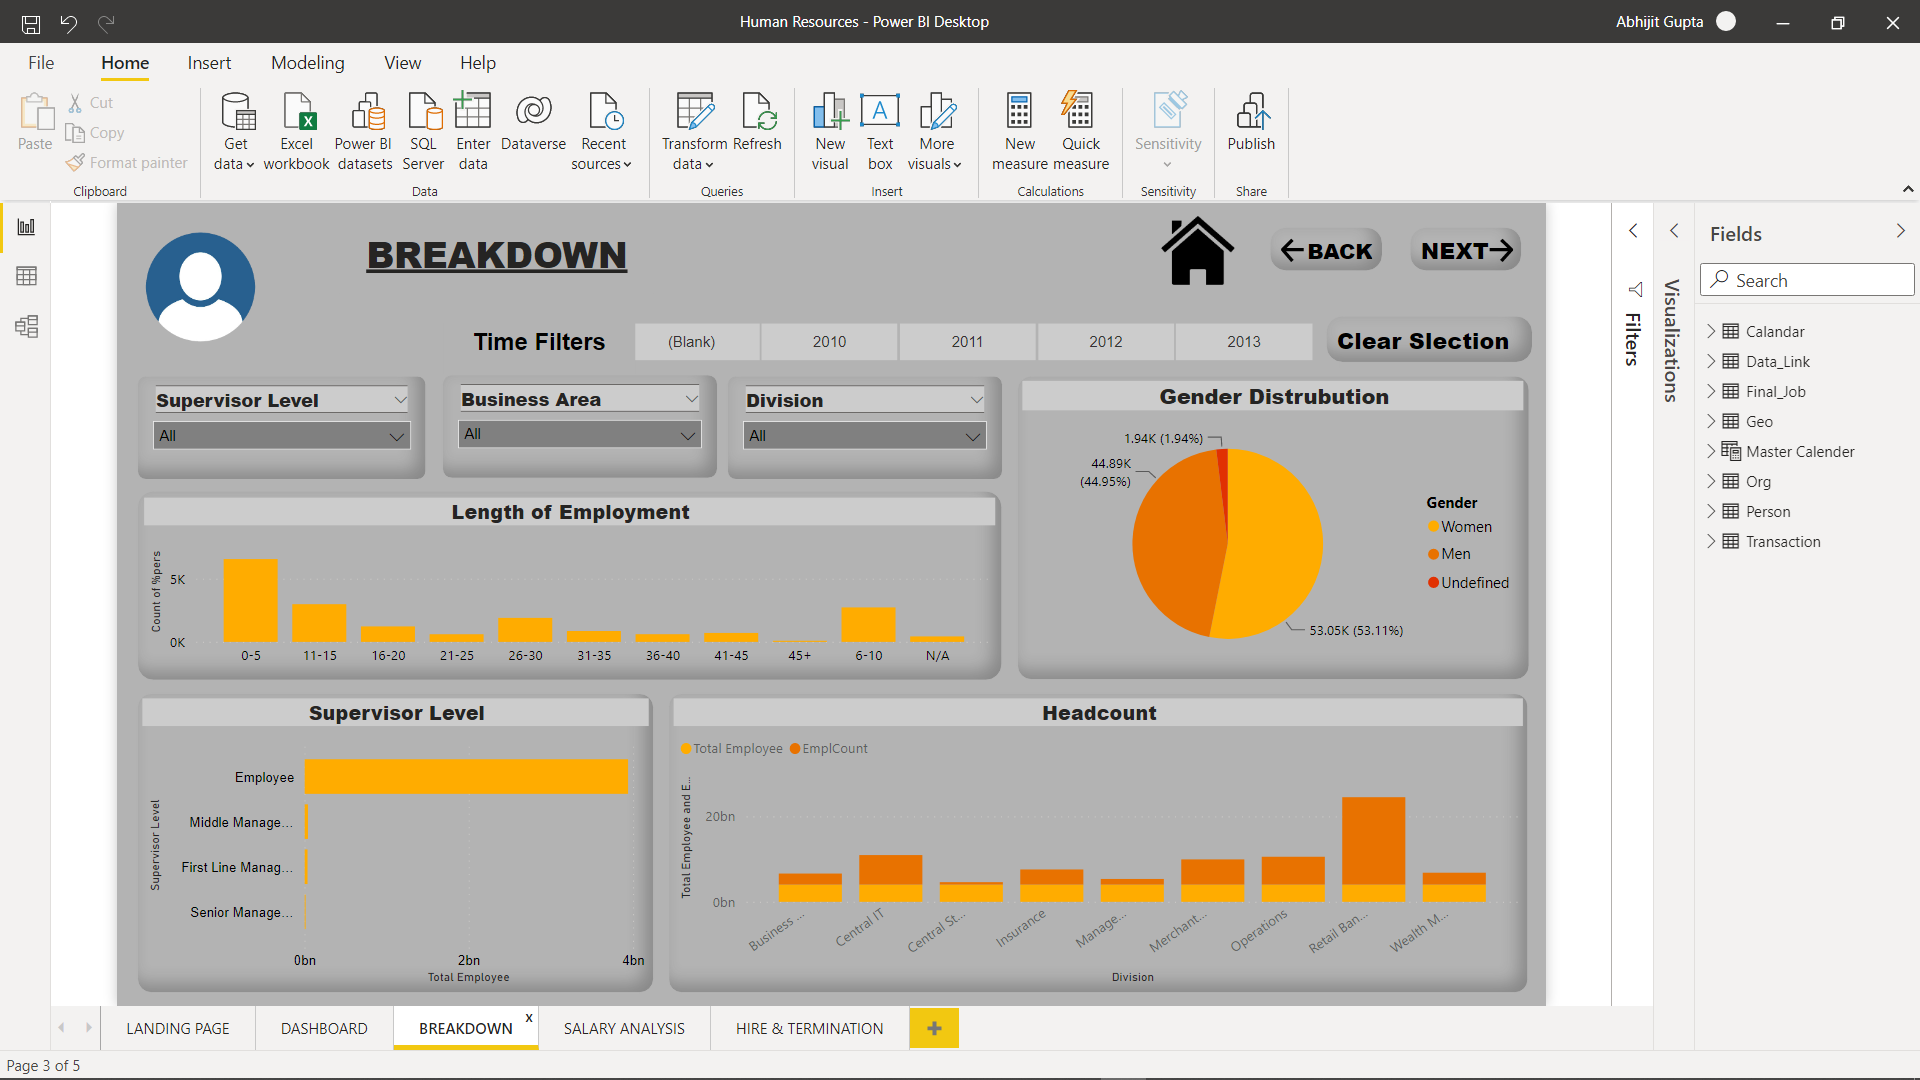 Human Resources - Power BI Desktop
Abhijit Gupta
File Home Insert Modeling View Help
Paste
Cut
Copy
Format painter
Clipboard
Get data
Excel workbook
Power BI datasets
SQL Server
Enter data
Dataverse
Recent sources
Data
Transform data
Refresh
Queries
New visual
Text box
More visuals
Insert
New measure
Quick measure
Calculations
Sensitivity
Sensitivity
Publish
Share
BREAKDOWN
BACK
NEXT
Time Filters
(Blank) 2010 2011 2012 2013
Clear Slection
Supervisor Level
All
Business Area
All
Division
All
Length of Employment
Count of %pers
5K
0K
0-5 11-15 16-20 21-25 26-30 31-35 36-40 41-45 45+ 6-10 N/A
Gender Distrubution
1.94K (1.94%)
44.89K
(44.95%)
53.05K (53.11%)
Gender
Women
Men
Undefined
Supervisor Level
Supervisor Level
Employee
Middle Manage...
First Line Manag...
Senior Manage...
0bn 2bn 4bn
Total Employee
Headcount
Total Employee EmplCount
Total Employee and E...
20bn
0bn
Business ... Central IT Central St... Insurance Manage... Merchant... Operations Retail Ban... Wealth M...
Division
Filters
Visualizations
Fields
Search
Calandar
Data_Link
Final_Job
Geo
Master Calender
Org
Person
Transaction
LANDING PAGE DASHBOARD BREAKDOWN x SALARY ANALYSIS HIRE & TERMINATION +
Page 3 of 5